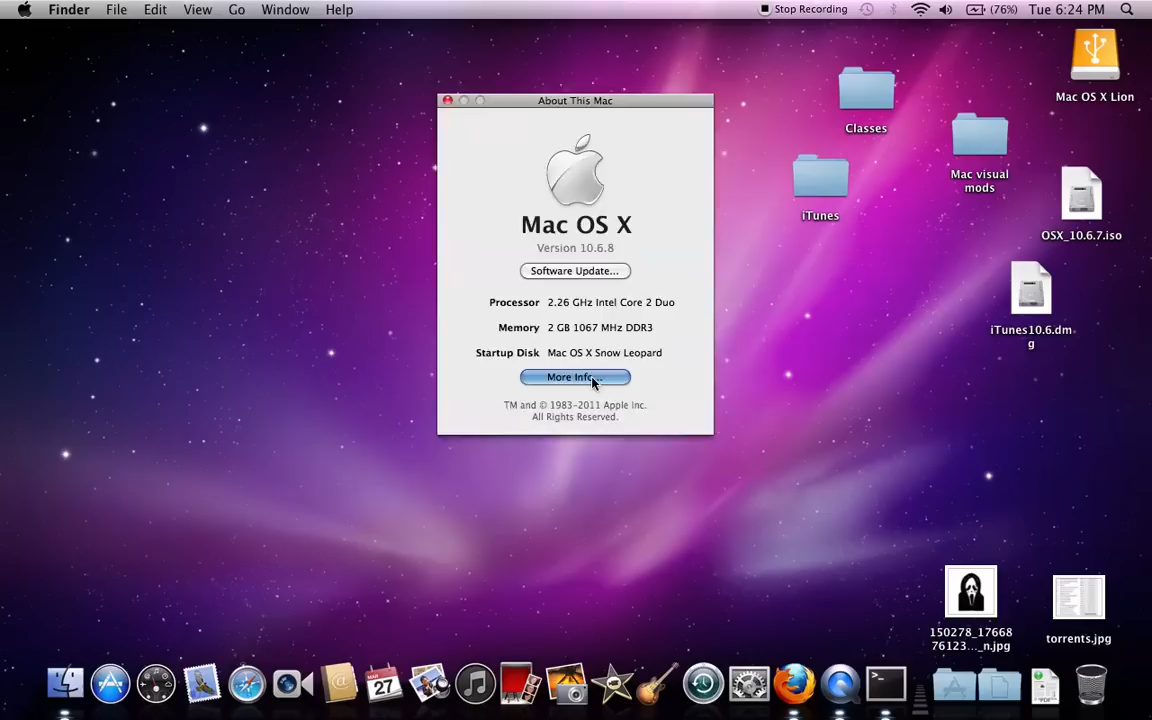 Finder File Edit View Go Window Help
Stop Recording (76%) Tue 6:24 PM
Mac OS X Lion
Classes
Mac visual
mods
iTunes
OSX_10.6.7.iso
iTunes10.6.dm
g
About This Mac
Mac OS X
Version 10.6.8
Software Update...
Processor 2.26 GHz Intel Core 2 Duo
Memory 2 GB 1067 MHz DDR3
Startup Disk Mac OS X Snow Leopard
More Info...
TM and © 1983-2011 Apple Inc.
All Rights Reserved.
150278_17668
76123..._n.jpg
torrents.jpg
27